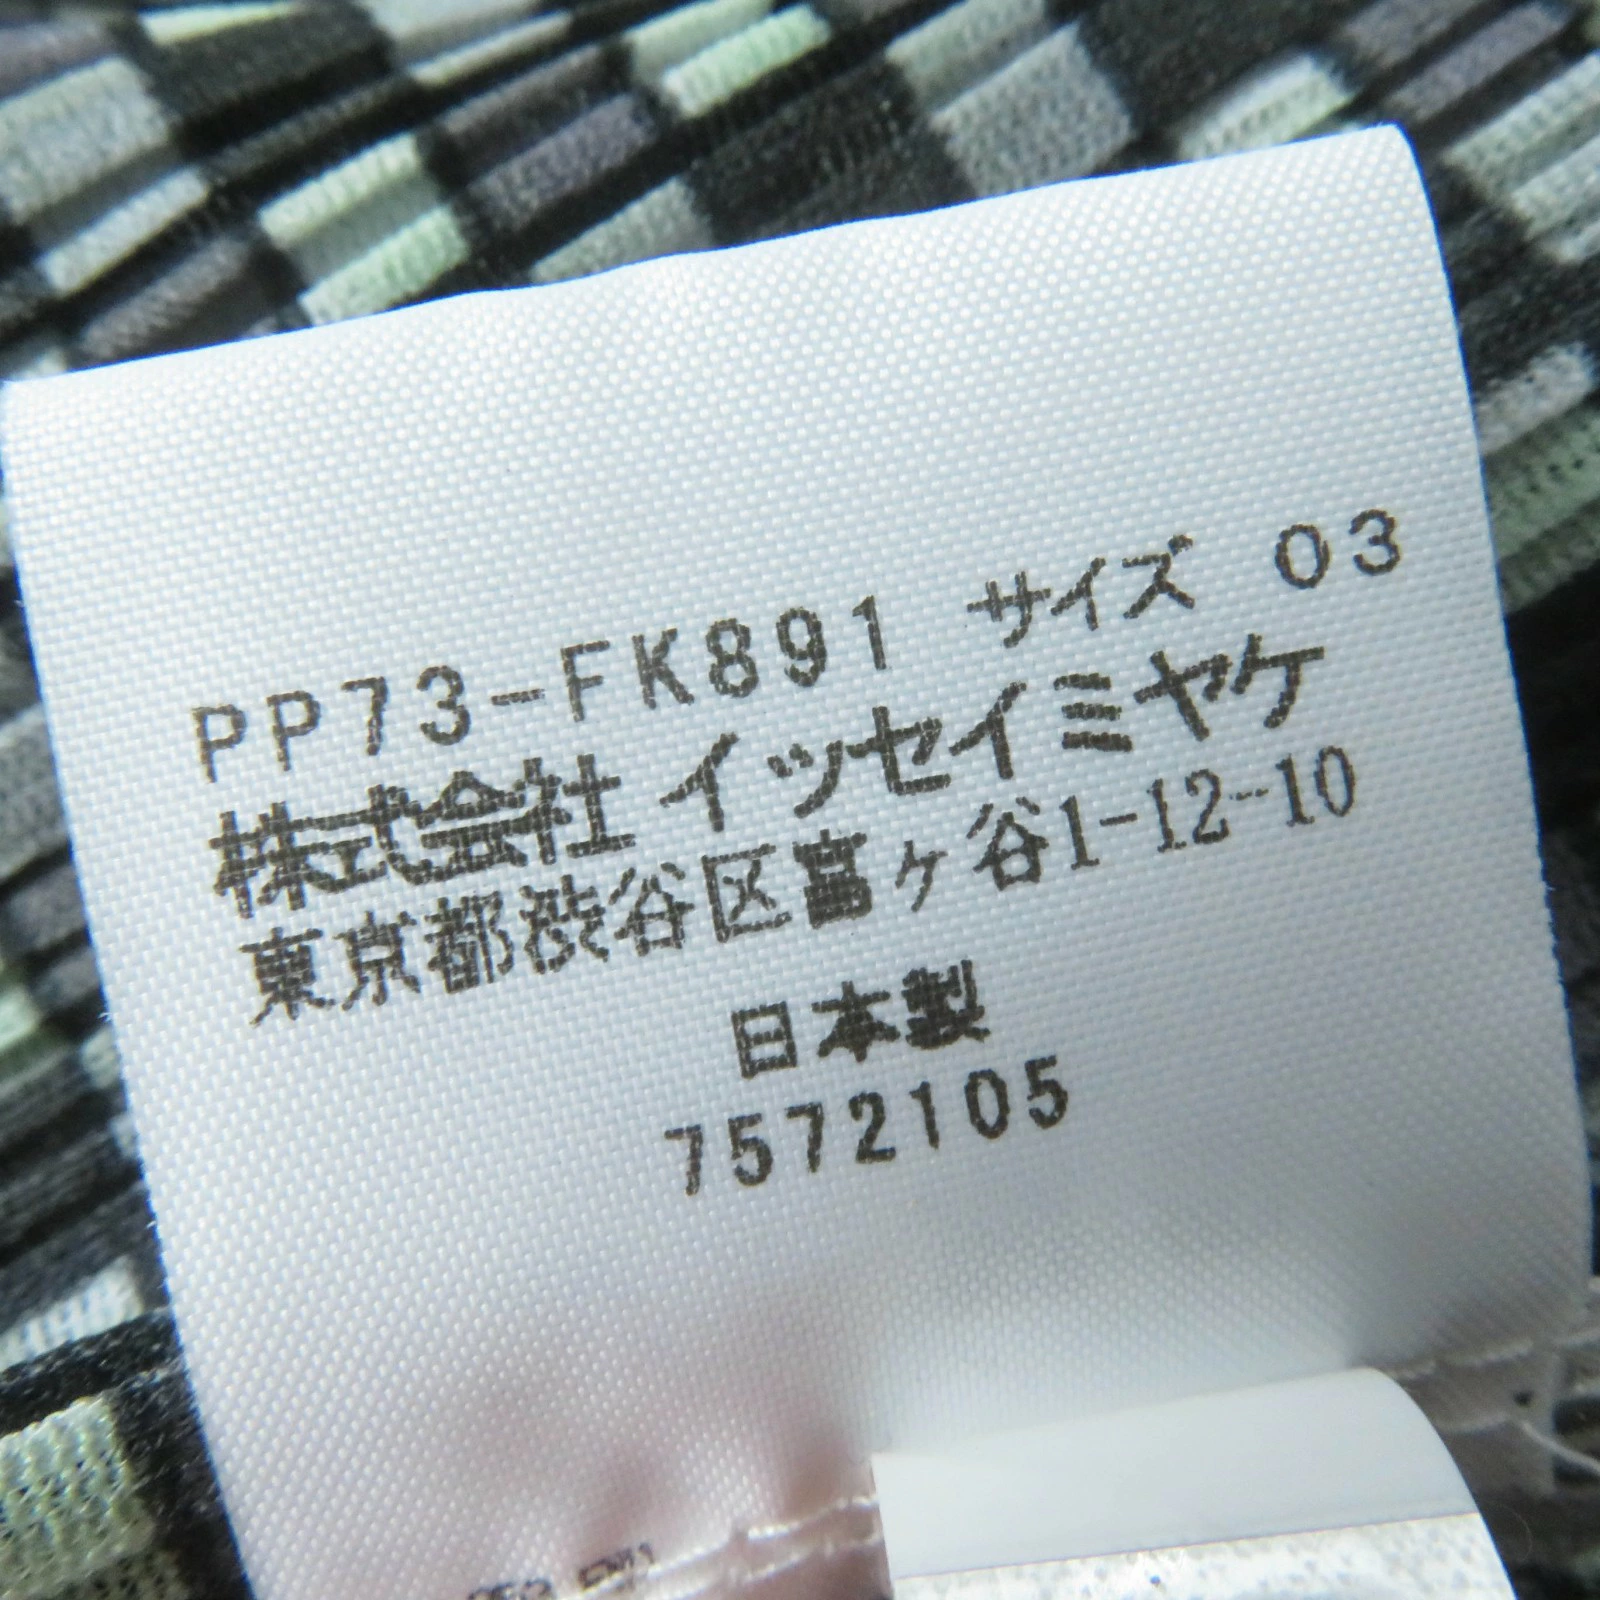 PP73-FK891 サイズ 03
株式会社 イッセイミヤケ
東京都渋谷区富ヶ谷1-12-10
日本製
7572105